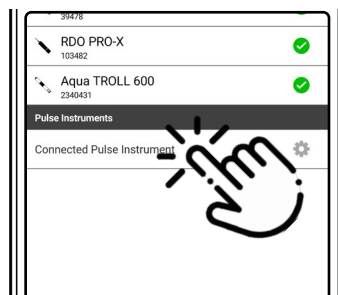 39478
RDO PRO-X
103482
Aqua TROLL 600
2340431
Pulse Instruments
Connected Pulse Instrument